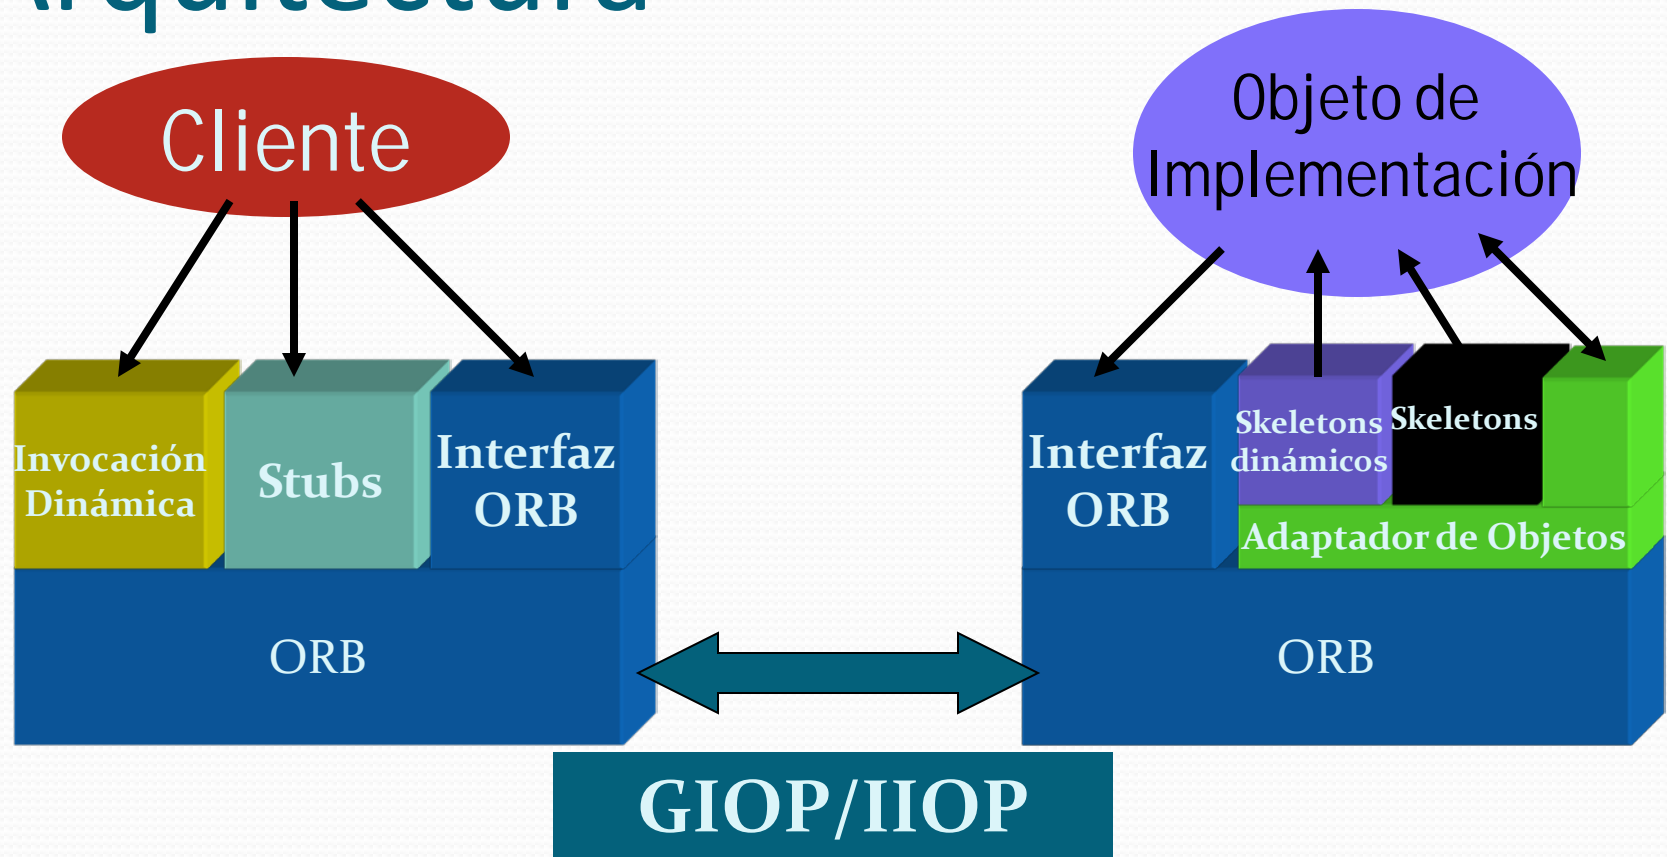 Arquitectura
Cliente
Objeto de
Implementación
Invocación
Dinámica
Stubs
Interfaz
ORB
Interfaz
ORB
Skeletons
dinámicos
Skeletons
Adaptador de Objetos
ORB
ORB
GIOP/IIOP